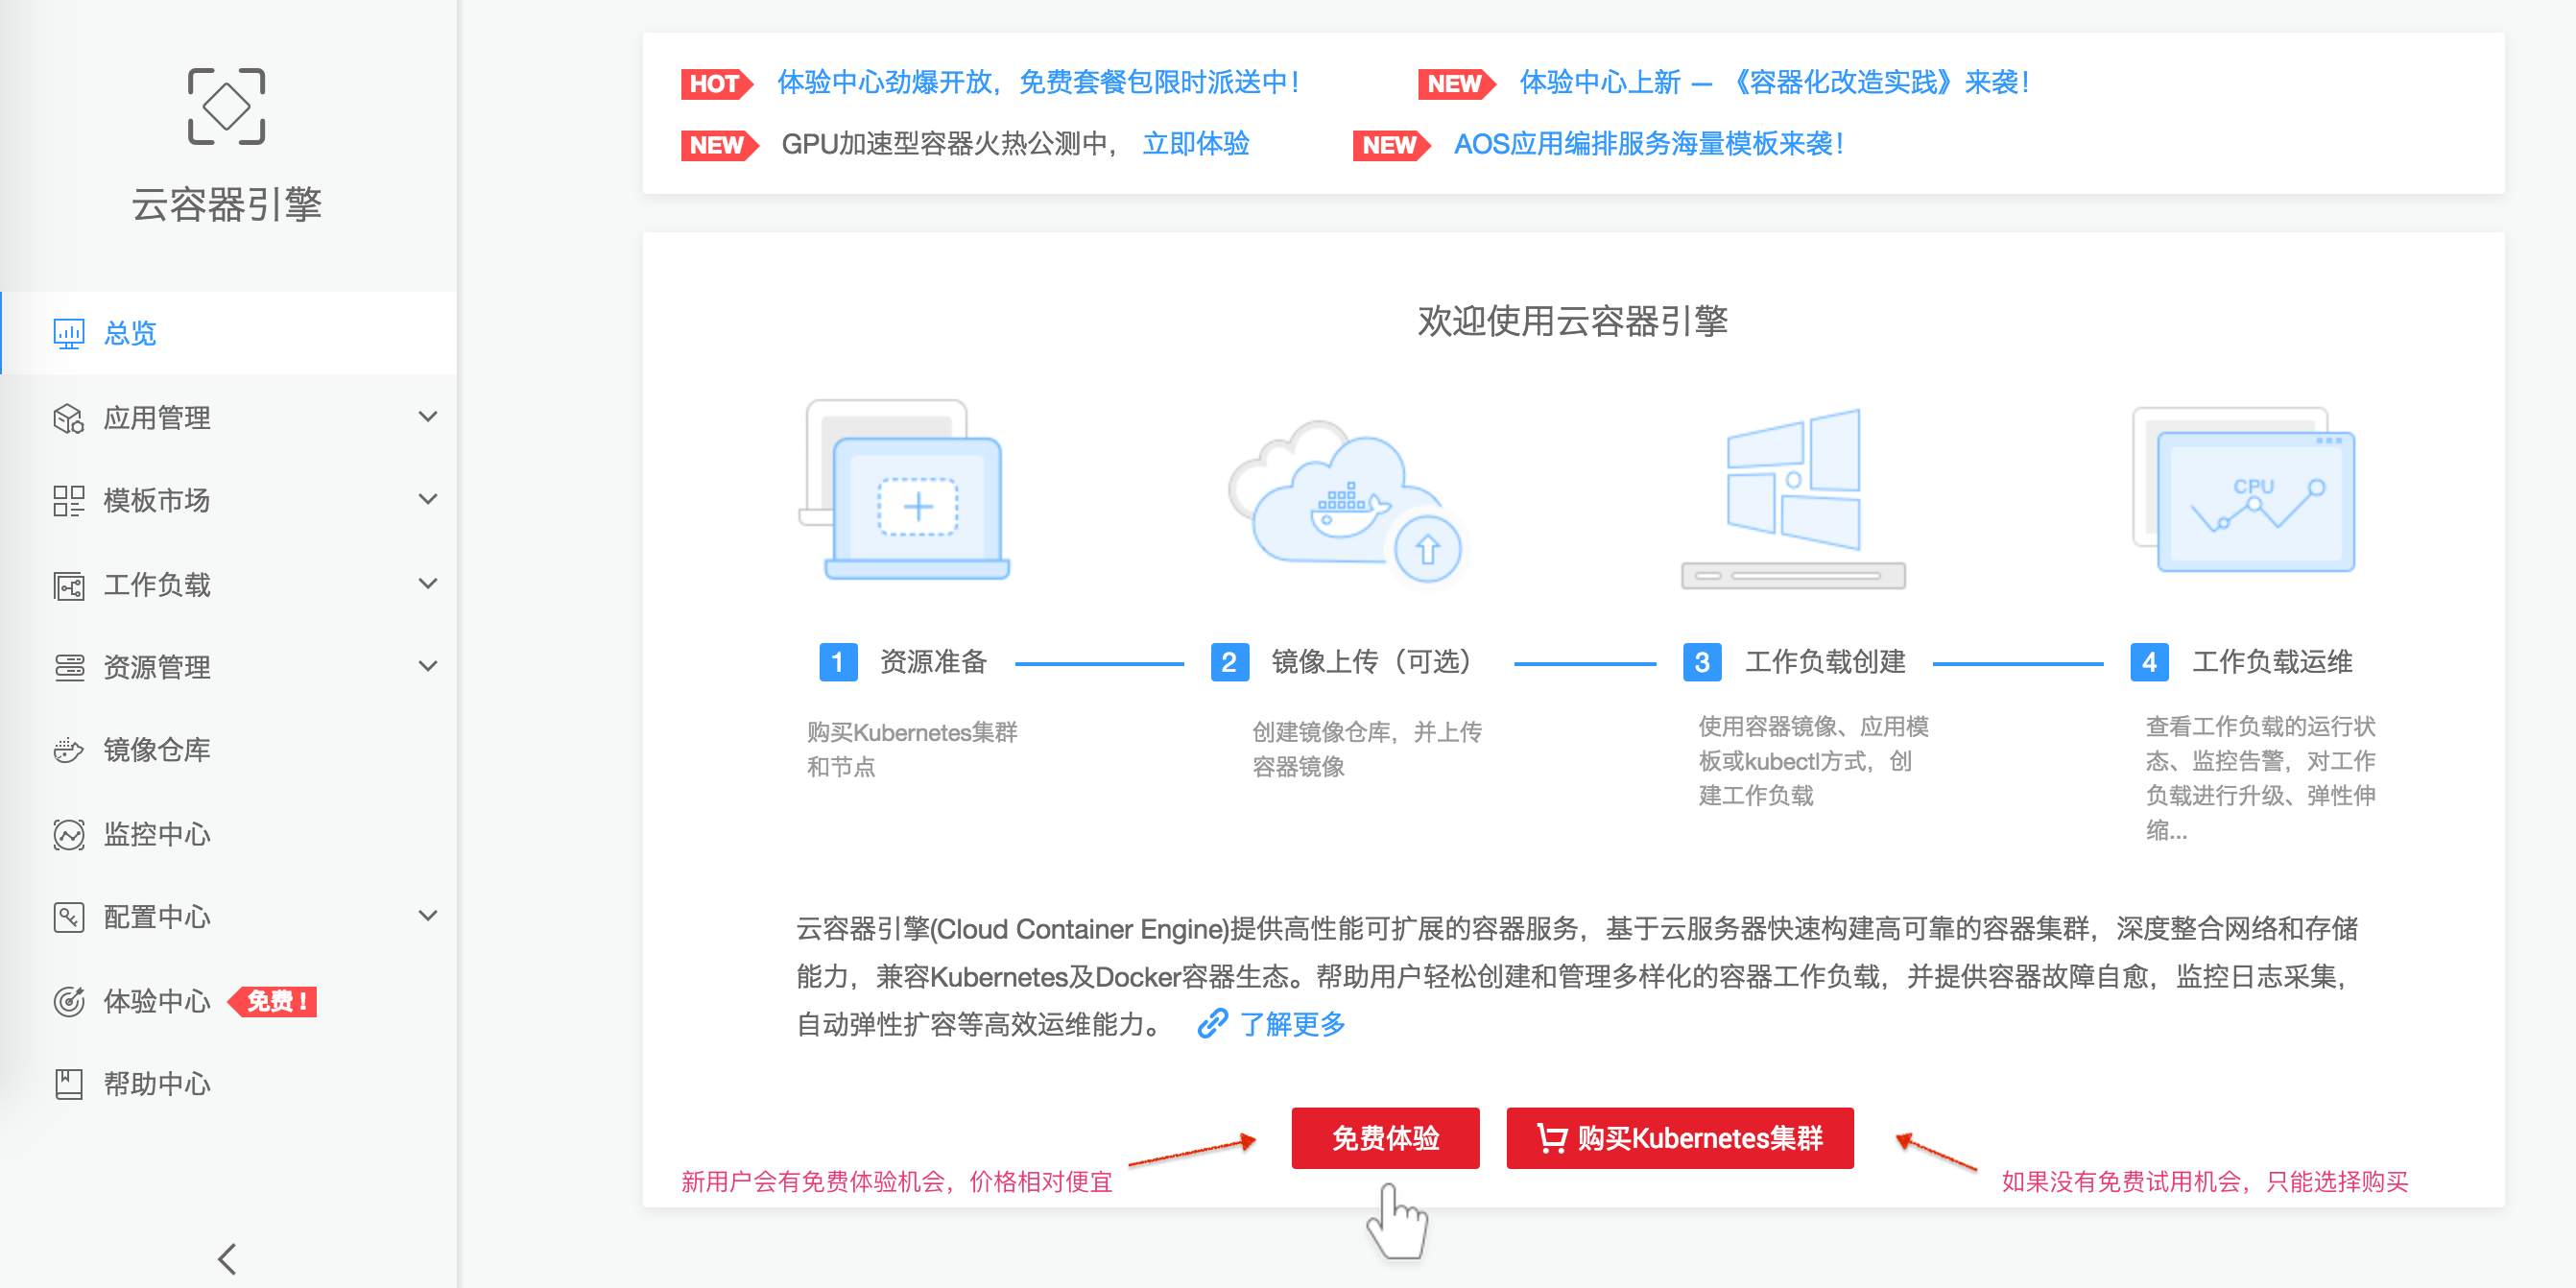 云容器引擎
总览
应用管理
模板市场
工作负载
资源管理
镜像仓库
监控中心
配置中心
体验中心 免费！
帮助中心
HOT 体验中心劲爆开放，免费套餐包限时派送中！
NEW 体验中心上新 — 《容器化改造实践》来袭！
NEW GPU加速型容器火热公测中， 立即体验
NEW AOS应用编排服务海量模板来袭！
欢迎使用云容器引擎
CPU
1 资源准备
2 镜像上传（可选）
3 工作负载创建
4 工作负载运维
购买Kubernetes集群
和节点
创建镜像仓库，并上传
容器镜像
使用容器镜像、应用模
板或kubectl方式，创
建工作负载
查看工作负载的运行状
态、监控告警，对工作
负载进行升级、弹性伸
缩...
云容器引擎(Cloud Container Engine)提供高性能可扩展的容器服务，基于云服务器快速构建高可靠的容器集群，深度整合网络和存储
能力，兼容Kubernetes及Docker容器生态。帮助用户轻松创建和管理多样化的容器工作负载，并提供容器故障自愈，监控日志采集，
自动弹性扩容等高效运维能力。 了解更多
免费体验
购买Kubernetes集群
新用户会有免费体验机会，价格相对便宜
如果没有免费试用机会，只能选择购买